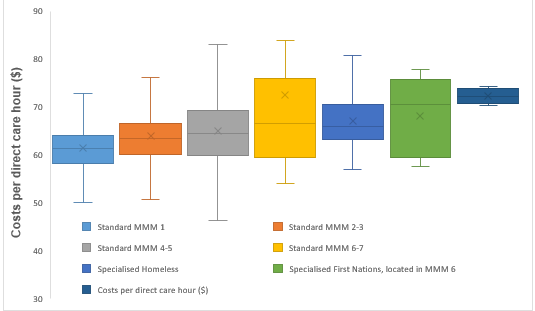 90
80
70
60
50
40
30
Costs per direct care hour ($)
Standard MMM 1
Standard MMM 2-3
Standard MMM 4-5
Standard MMM 6-7
Specialised Homeless
Specialised First Nations, located in MMM 6
Costs per direct care hour ($)